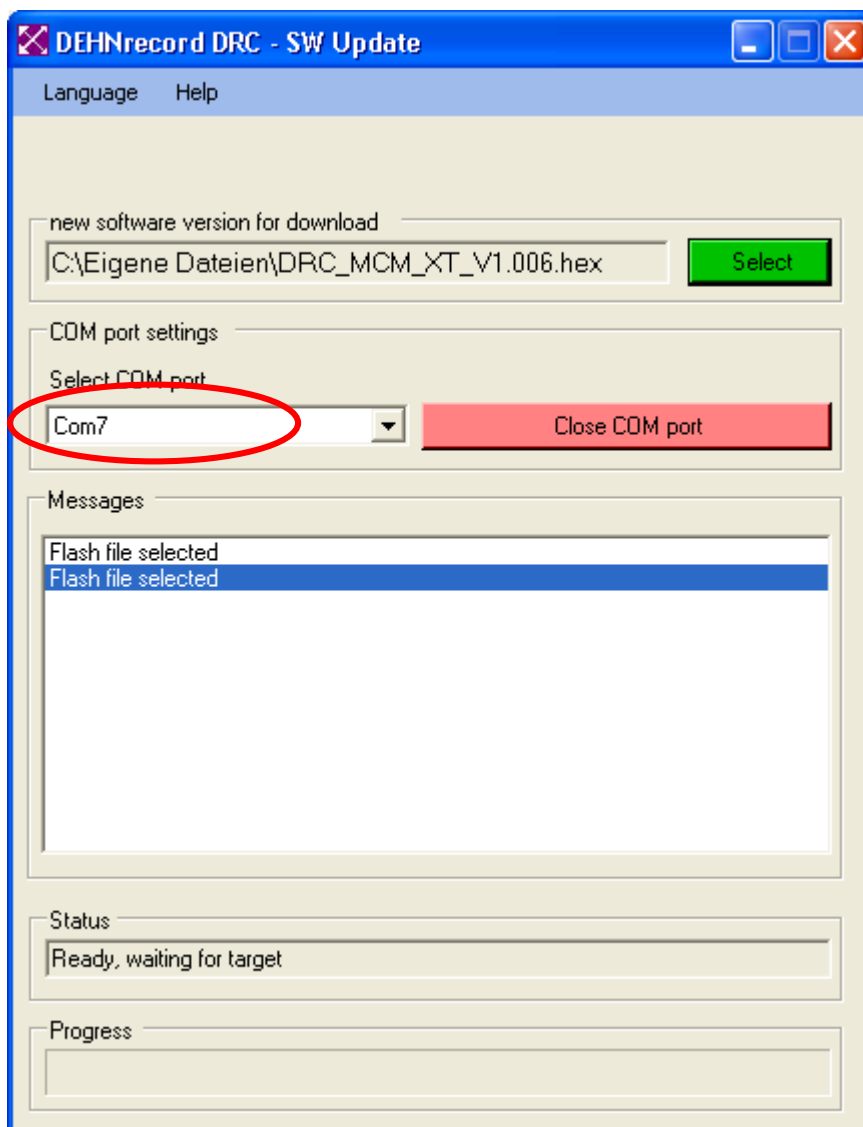 DEHNrecord DRC - SW Update
Language Help
new software version for download
C:\Eigene Dateien\DRC_MCM_XT_V1.006.hex Select
COM port settings
Select COM port
Com7 Close COM port
Messages
Flash file selected
Flash file selected
Status
Ready, waiting for target
Progress